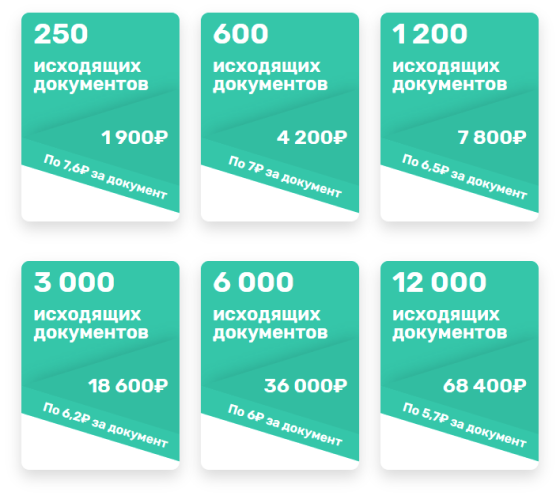 250
исходящих
документов
1 900₽
По 7,6₽ за документ
600
исходящих
документов
4 200₽
По 7₽ за документ
1 200
исходящих
документов
7 800₽
По 6,5₽ за документ
3 000
исходящих
документов
18 600₽
По 6,2₽ за документ
6 000
исходящих
документов
36 000₽
По 6₽ за документ
12 000
исходящих
документов
68 400₽
По 5,7₽ за документ